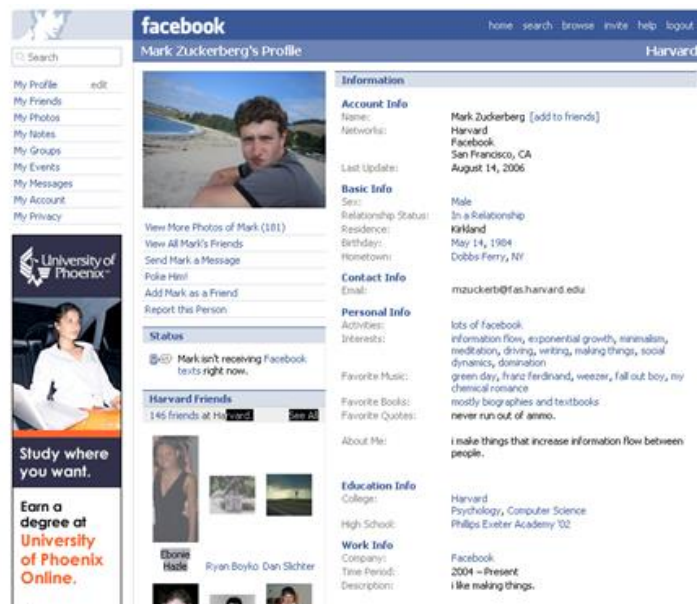 facebook
home search browse invite help logout
Mark Zuckerberg's Profile
Harvard
Search
My Profile edit
My Friends
My Photos
My Notes
My Groups
My Events
My Messages
My Account
My Privacy
University of
Phoenix
Study where
you want.
Earn a
degree at
University
of Phoenix
Online.
View More Photos of Mark (181)
View All Mark's Friends
Send Mark a Message
Poke Him!
Add Mark as a Friend
Report this Person
Status
Mark isn't receiving Facebook
texts right now.
Harvard Friends
146 friends at Harvard. See All
Ebonie
Hazle
Ryan Boyko
Dan Slichter
Information
Account Info
Name: Mark Zuckerberg [add to friends]
Networks: Harvard
Facebook
San Francisco, CA
Last Update: August 14, 2006
Basic Info
Sex: Male
Relationship Status: In a Relationship
Residence: Kirkland
Birthday: May 14, 1984
Hometown: Dobbs Ferry, NY
Contact Info
Email: mzuckerb@fas.harvard.edu
Personal Info
Activities: lots of facebook
Interests: information flow, exponential growth, minimalism,
meditation, driving, writing, making things, social
dynamics, domination
Favorite Music: green day, franz ferdinand, weezer, fall out boy, my
chemical romance
Favorite Books: mostly biographies and textbooks
Favorite Quotes: never run out of ammo.
About Me: i make things that increase information flow between
people.
Education Info
College: Harvard
Psychology, Computer Science
High School: Phillips Exeter Academy '02
Work Info
Company: Facebook
Time Period: 2004 – Present
Description: i like making things.